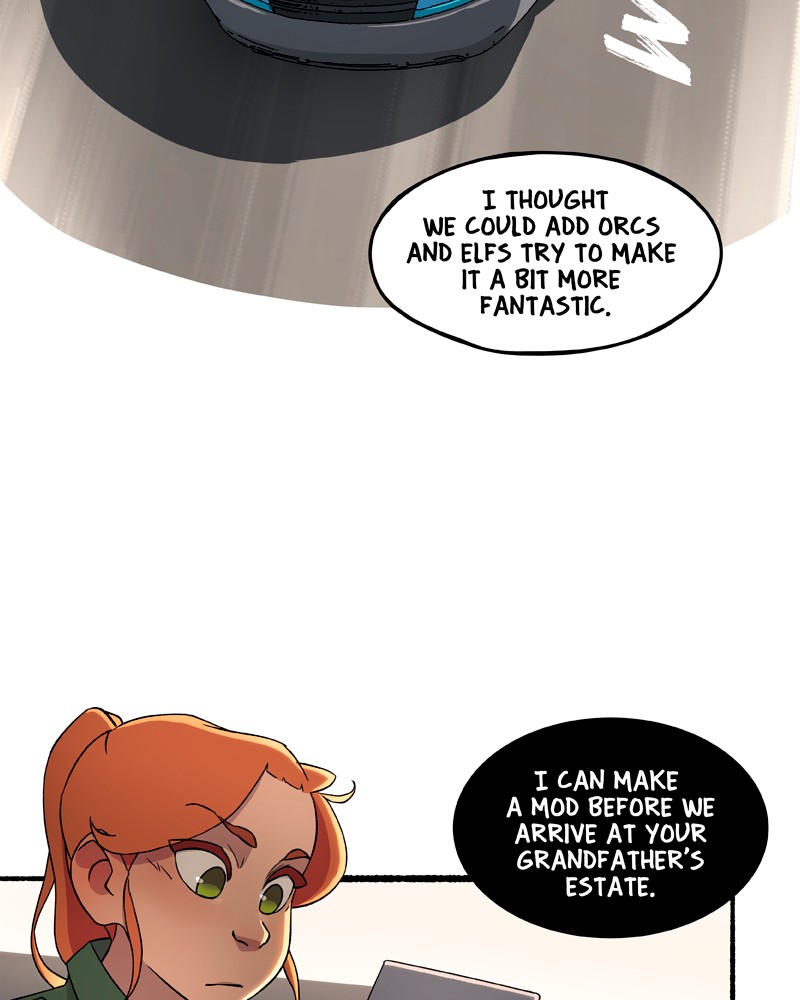 I THOUGHT
WE COULD ADD ORCS
AND ELFS TRY TO MAKE
IT A BIT MORE
FANTASTIC.
I CAN MAKE
A MOD BEFORE WE
ARRIVE AT YOUR
GRANDFATHER'S
ESTATE.